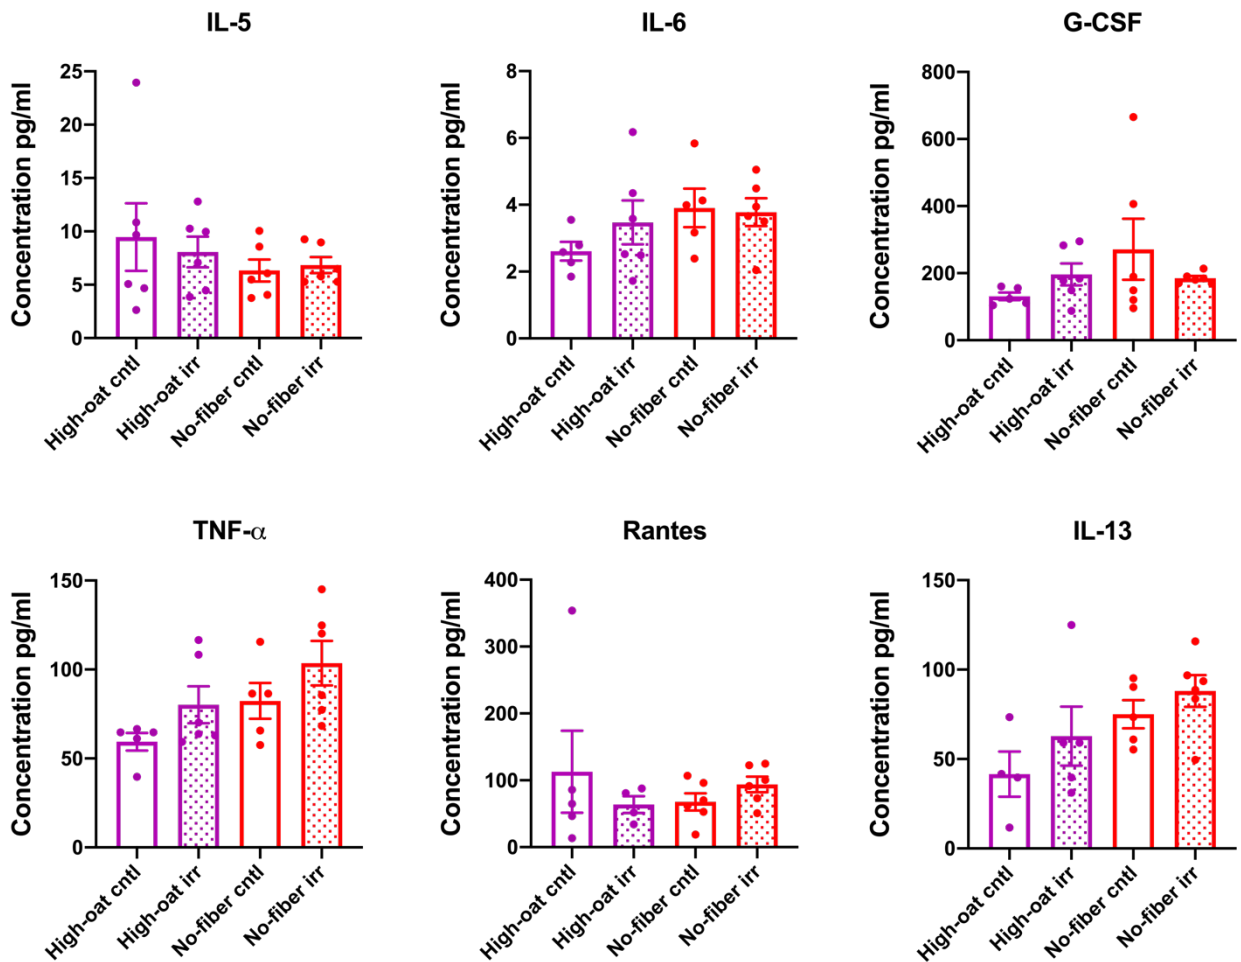 IL-5
Concentration pg/ml
25
20
15
10
5
0
High-oat cntl
High-oat irr
No-fiber cntl
No-fiber irr
IL-6
Concentration pg/ml
8
6
4
2
0
High-oat cntl
High-oat irr
No-fiber cntl
No-fiber irr
G-CSF
Concentration pg/ml
800
600
400
200
0
High-oat cntl
High-oat irr
No-fiber cntl
No-fiber irr
TNF-α
Concentration pg/ml
150
100
50
0
High-oat cntl
High-oat irr
No-fiber cntl
No-fiber irr
Rantes
Concentration pg/ml
400
300
200
100
0
High-oat cntl
High-oat irr
No-fiber cntl
No-fiber irr
IL-13
Concentration pg/ml
150
100
50
0
High-oat cntl
High-oat irr
No-fiber cntl
No-fiber irr